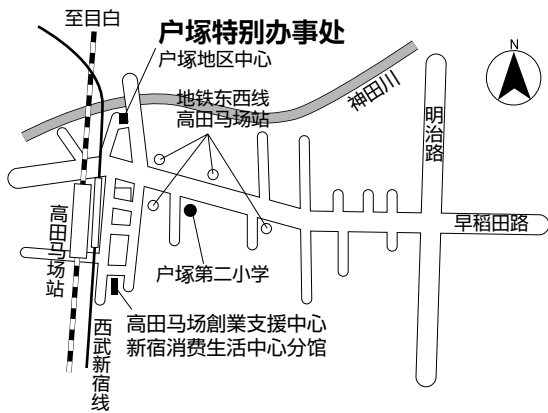 至目白
户塚特别办事处
户塚地区中心
N
地铁东西线
高田马场站
神田川
明治路
早稻田路
高田马场站
户塚第二小学
高田马场創業支援中心
新宿消费生活中心分馆
西武新宿线